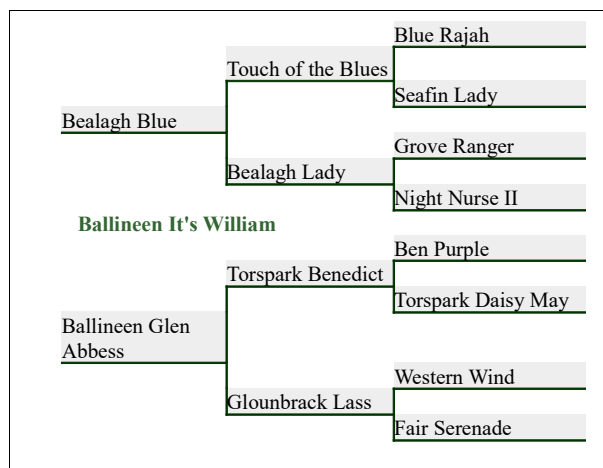 Blue Rajah
Touch of the Blues
Seafin Lady
Bealagh Blue
Grove Ranger
Bealagh Lady
Night Nurse II
Ballineen It's William
Ben Purple
Torspark Benedict
Torspark Daisy May
Ballineen Glen
Abbess
Western Wind
Glounbrack Lass
Fair Serenade